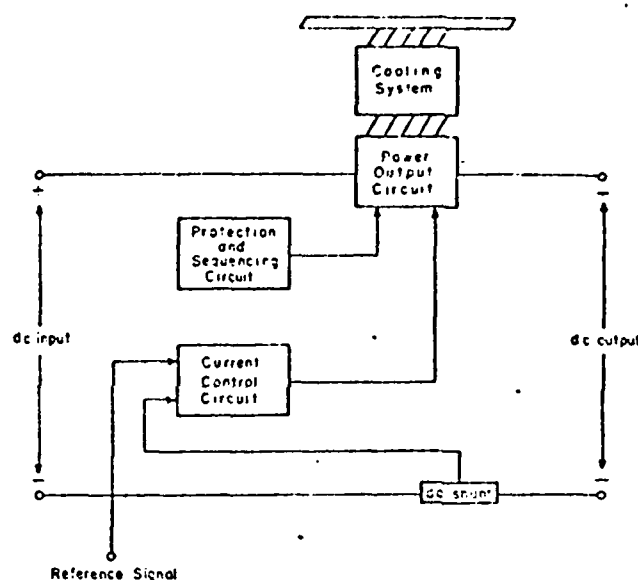 Cooling
System
Power
Output
Circuit
+
−
Protection
and
Sequencing
Circuit
dc input
dc output
Current
Control
Circuit
−
−
dc shunt
Reference Signal